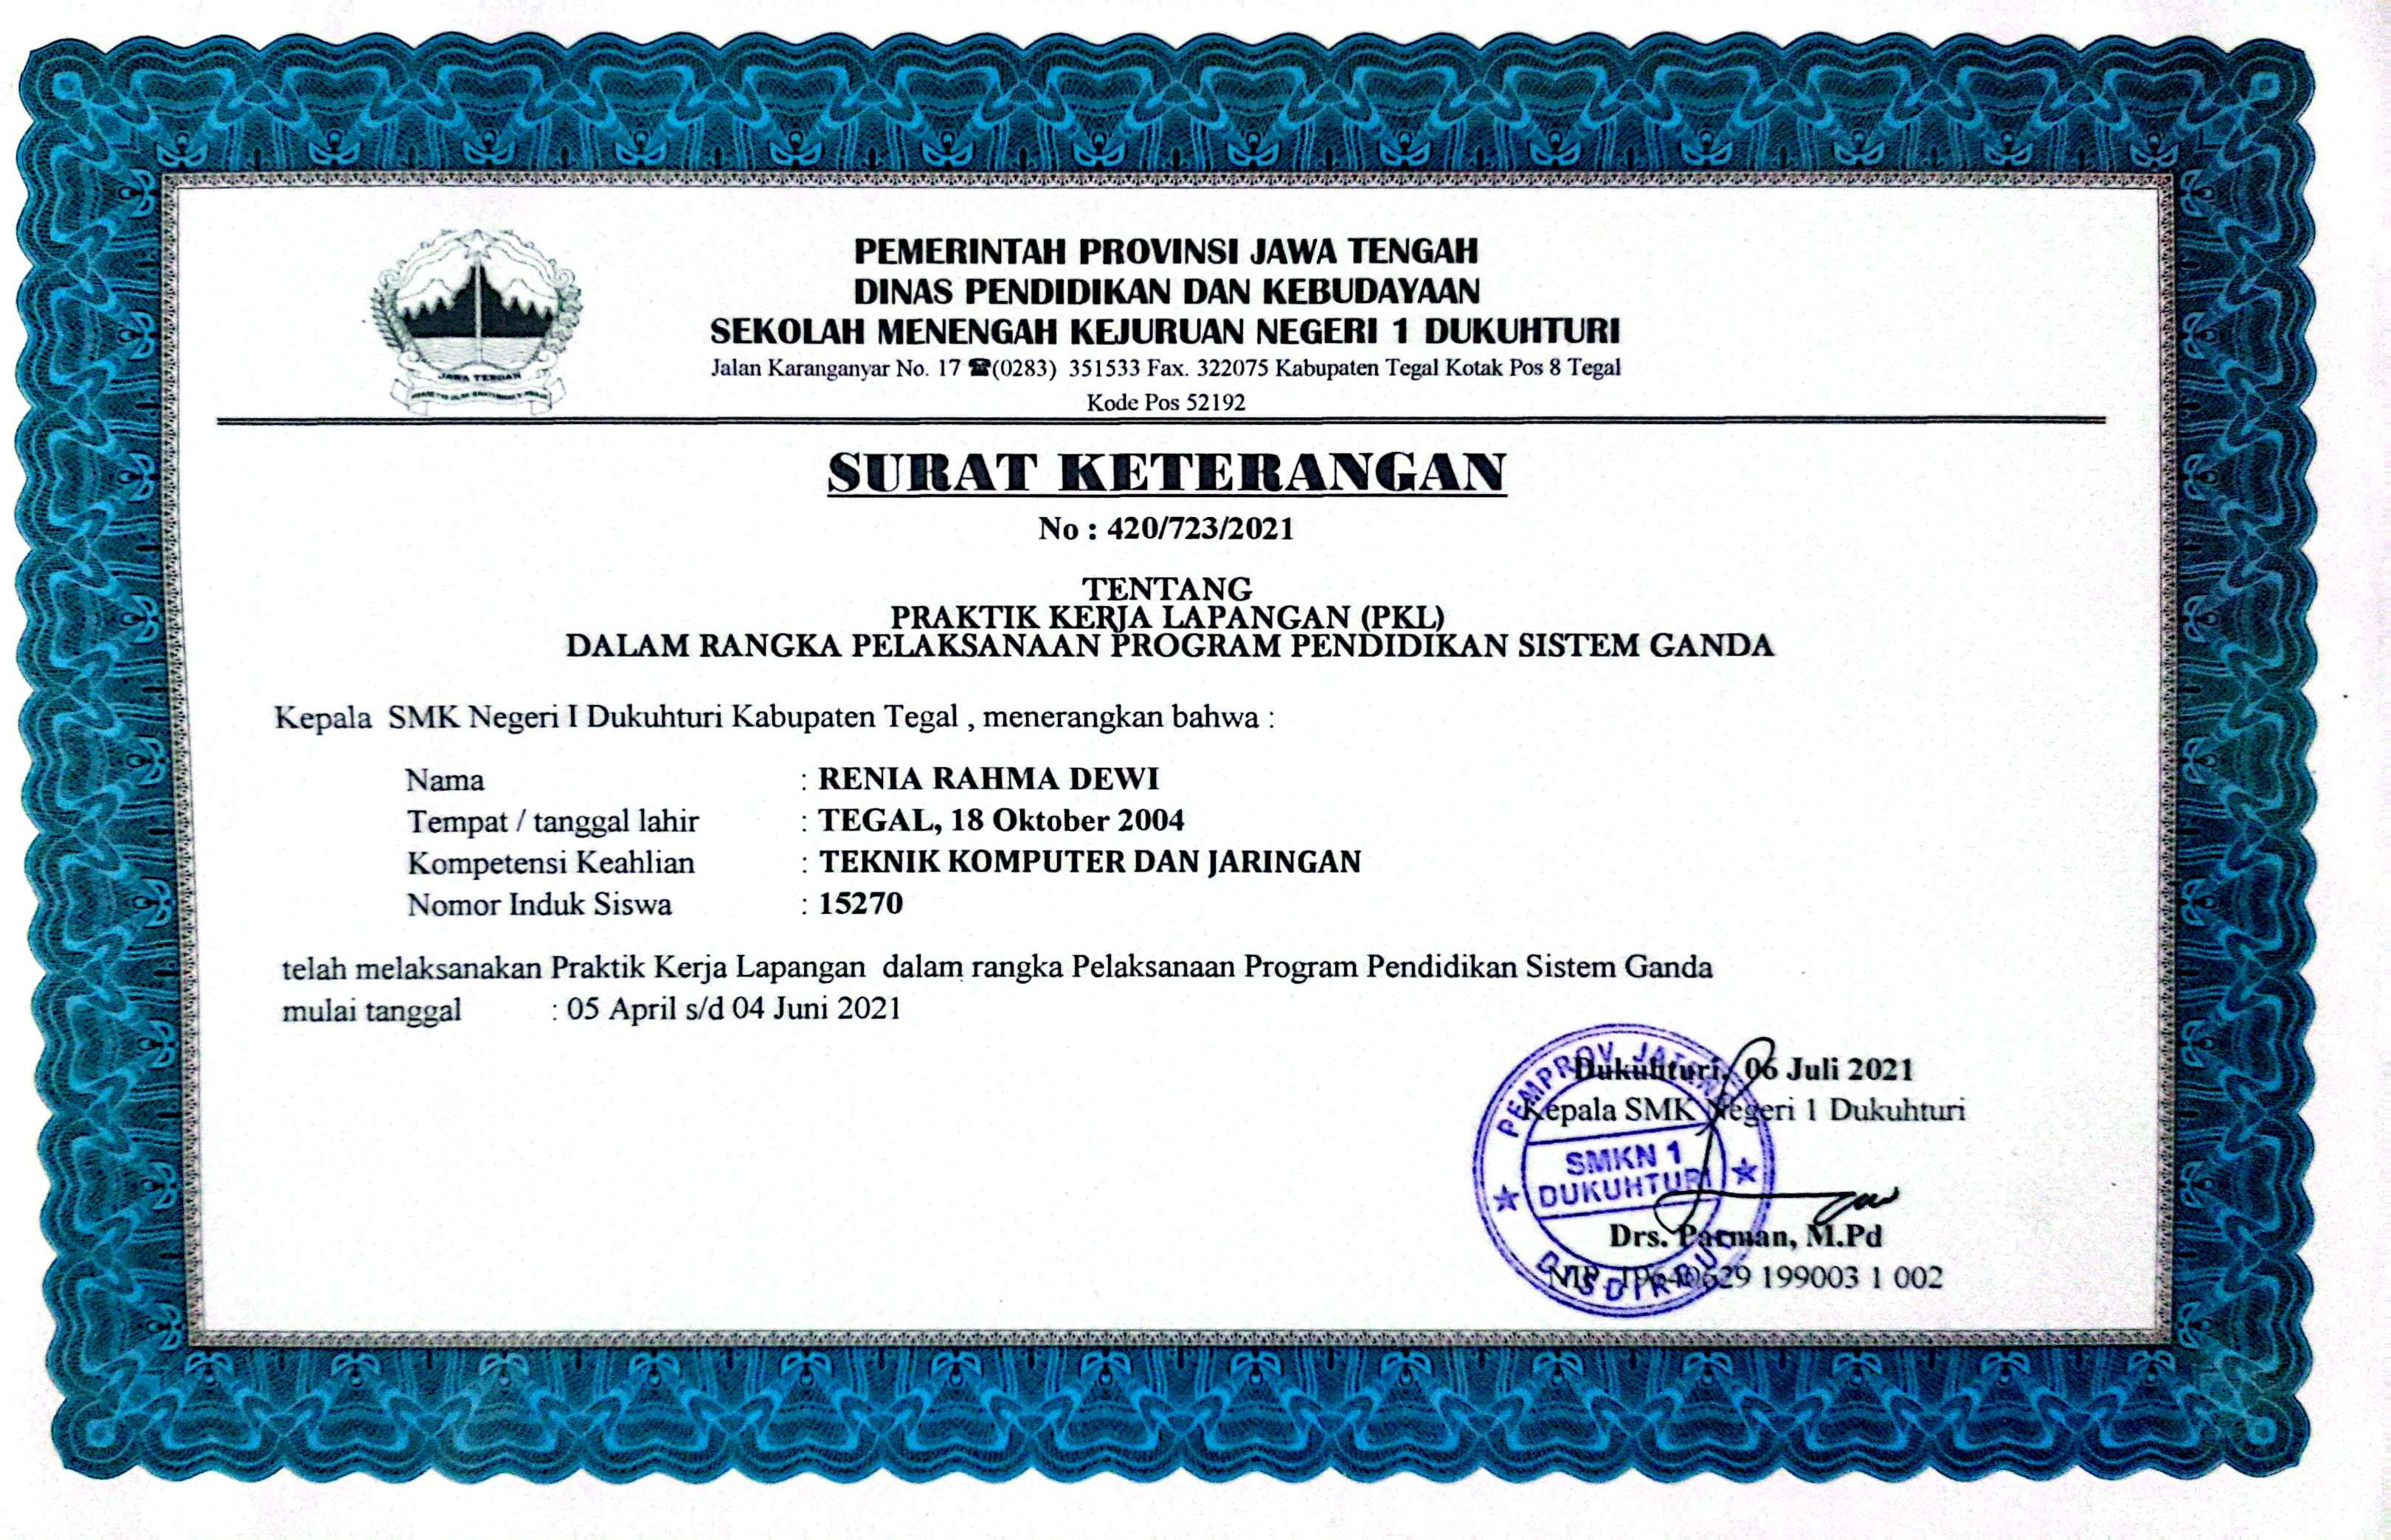 PEMERINTAH PROVINSI JAWA TENGAH
DINAS PENDIDIKAN DAN KEBUDAYAAN
SEKOLAH MENENGAH KEJURUAN NEGERI 1 DUKUHTURI
Jalan Karanganyar No. 17 ☎(0283) 351533 Fax. 322075 Kabupaten Tegal Kotak Pos 8 Tegal
Kode Pos 52192
JAWA TENGAH
SURAT KETERANGAN
No : 420/723/2021
TENTANG
PRAKTIK KERJA LAPANGAN (PKL)
DALAM RANGKA PELAKSANAAN PROGRAM PENDIDIKAN SISTEM GANDA
Kepala SMK Negeri I Dukuhturi Kabupaten Tegal , menerangkan bahwa :
Nama : RENIA RAHMA DEWI
Tempat / tanggal lahir : TEGAL, 18 Oktober 2004
Kompetensi Keahlian : TEKNIK KOMPUTER DAN JARINGAN
Nomor Induk Siswa : 15270
telah melaksanakan Praktik Kerja Lapangan dalam rangka Pelaksanaan Program Pendidikan Sistem Ganda
mulai tanggal : 05 April s/d 04 Juni 2021
Dukuhturi, 06 Juli 2021
Kepala SMK Negeri 1 Dukuhturi
PEMPROV JATENG
SMKN 1
DUKUHTURI
DISDIKBUD
Drs. Patman, M.Pd
NIP. 19640629 199003 1 002